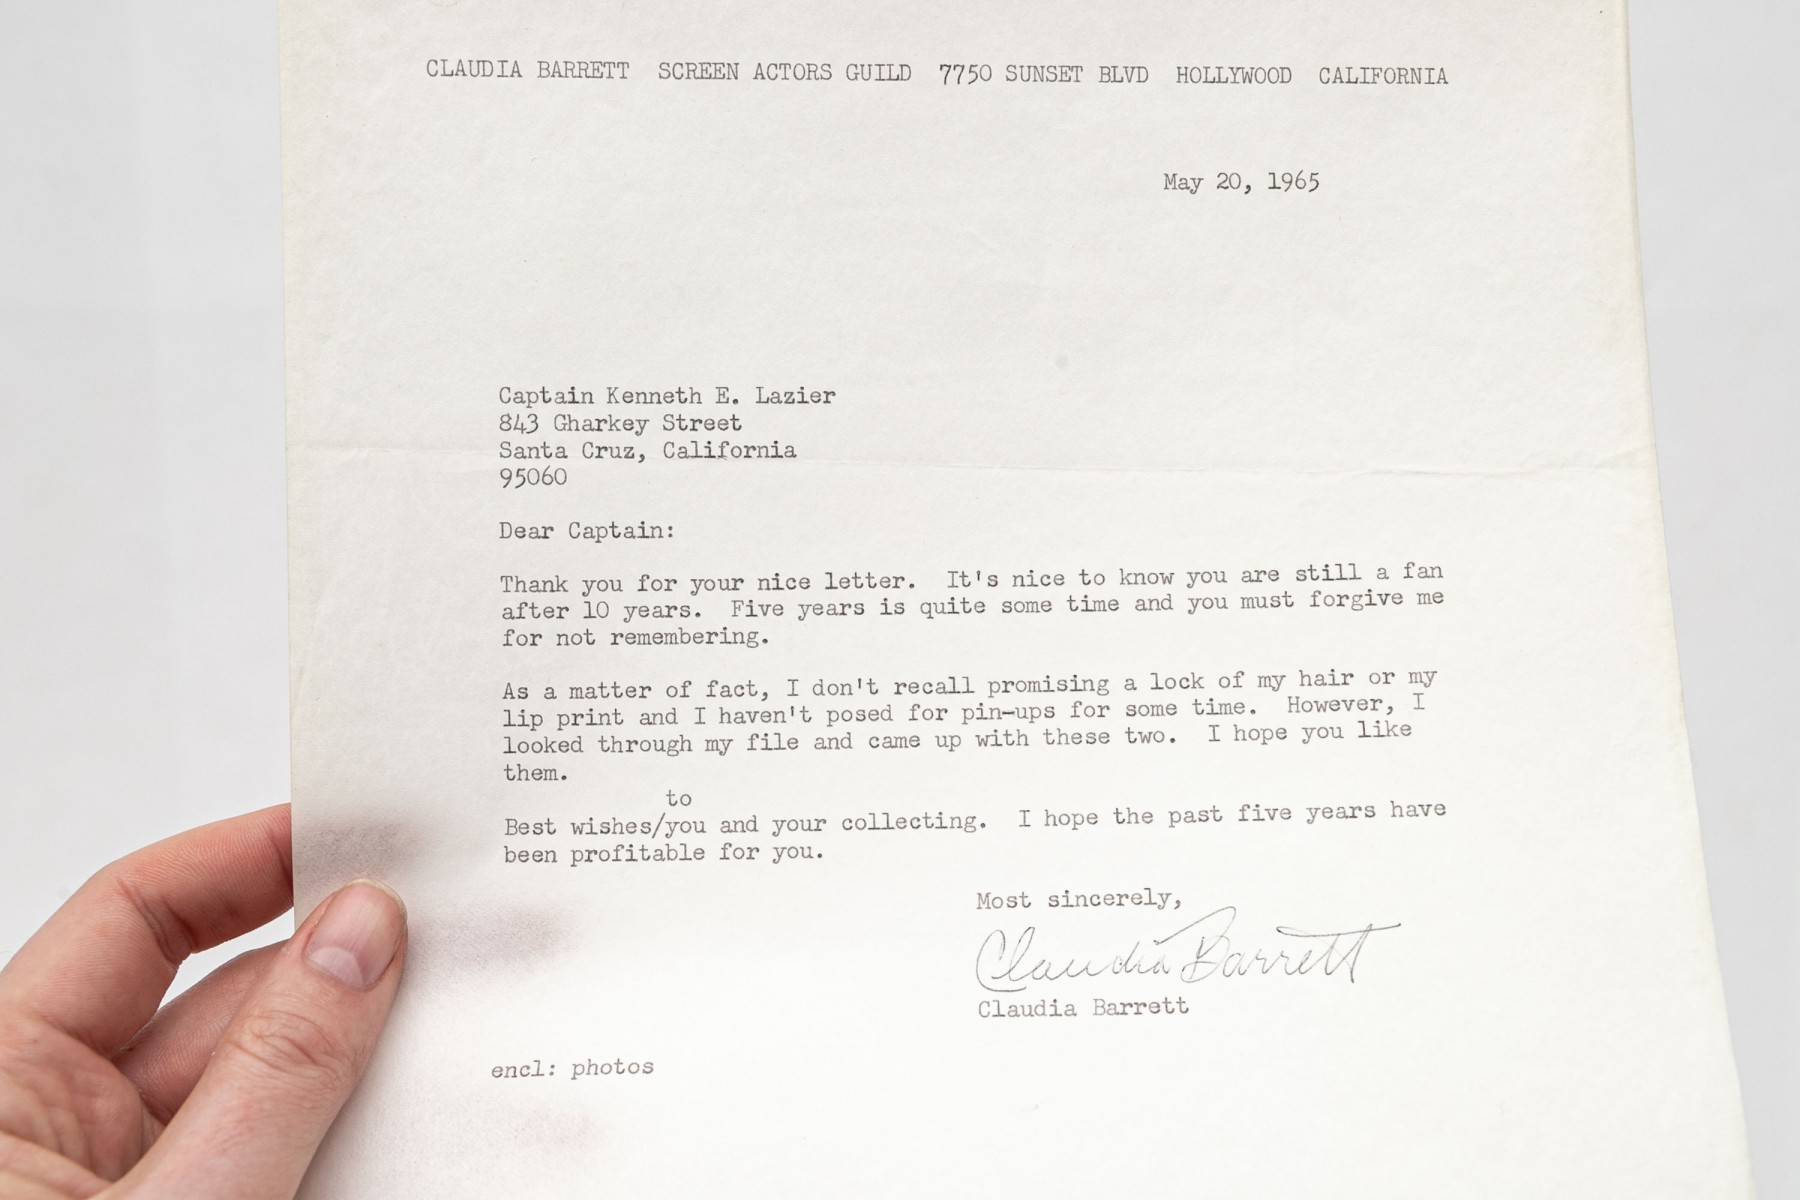 CLAUDIA BARRETT  SCREEN ACTORS GUILD  7750 SUNSET BLVD  HOLLYWOOD  CALIFORNIA
May 20, 1965
Captain Kenneth E. Lazier
843 Gharkey Street
Santa Cruz, California
95060
Dear Captain:
Thank you for your nice letter.  It's nice to know you are still a fan
after 10 years.  Five years is quite some time and you must forgive me
for not remembering.
As a matter of fact, I don't recall promising a lock of my hair or my
lip print and I haven't posed for pin-ups for some time.  However, I
looked through my file and came up with these two.  I hope you like
them.
to
Best wishes/you and your collecting.  I hope the past five years have
been profitable for you.
Most sincerely,
Claudia Barrett
Claudia Barrett
encl: photos